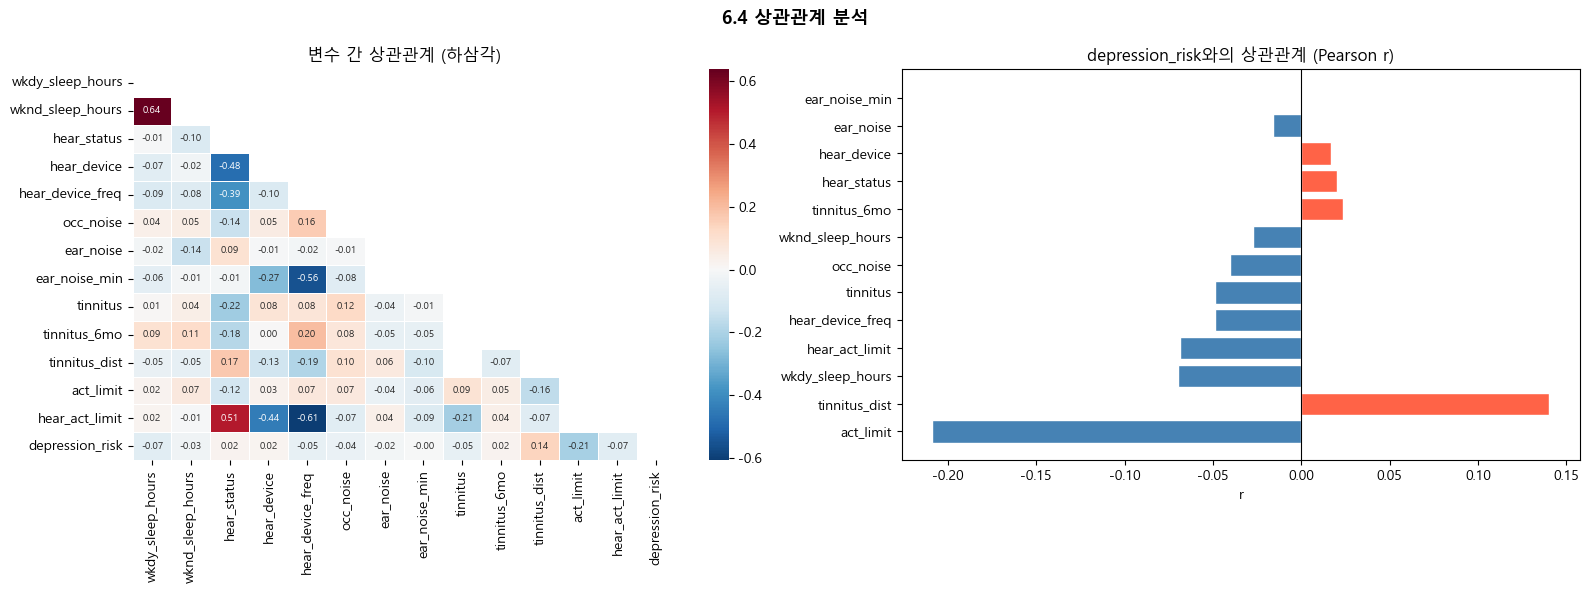 6.4 상관관계 분석
변수 간 상관관계 (하삼각)
wkdy_sleep_hours
wknd_sleep_hours 0.64
hear_status -0.01 -0.10
hear_device -0.07 -0.02 -0.48
hear_device_freq -0.09 -0.08 -0.39 -0.10
occ_noise 0.04 0.05 -0.14 0.05 0.16
ear_noise -0.02 -0.14 0.09 -0.01 -0.02 -0.01
ear_noise_min -0.06 -0.01 -0.01 -0.27 -0.56 -0.08
tinnitus 0.01 0.04 -0.22 0.08 0.08 0.12 -0.04 -0.01
tinnitus_6mo 0.09 0.11 -0.18 0.00 0.20 0.08 -0.05 -0.05
tinnitus_dist -0.05 -0.05 0.17 -0.13 -0.19 0.10 0.06 -0.10 -0.07
act_limit 0.02 0.07 -0.12 0.03 0.07 0.07 -0.04 -0.06 0.09 0.05 -0.16
hear_act_limit 0.02 -0.01 0.51 -0.44 -0.61 -0.07 0.04 -0.09 -0.21 0.04 -0.07
depression_risk -0.07 -0.03 0.02 0.02 -0.05 -0.04 -0.02 -0.00 -0.05 0.02 0.14 -0.21 -0.07
wkdy_sleep_hours
wknd_sleep_hours
hear_status
hear_device
hear_device_freq
occ_noise
ear_noise
ear_noise_min
tinnitus
tinnitus_6mo
tinnitus_dist
act_limit
hear_act_limit
depression_risk
0.6
0.4
0.2
0.0
-0.2
-0.4
-0.6
depression_risk와의 상관관계 (Pearson r)
ear_noise_min
ear_noise
hear_device
hear_status
tinnitus_6mo
wknd_sleep_hours
occ_noise
tinnitus
hear_device_freq
hear_act_limit
wkdy_sleep_hours
tinnitus_dist
act_limit
-0.20 -0.15 -0.10 -0.05 0.00 0.05 0.10 0.15
r